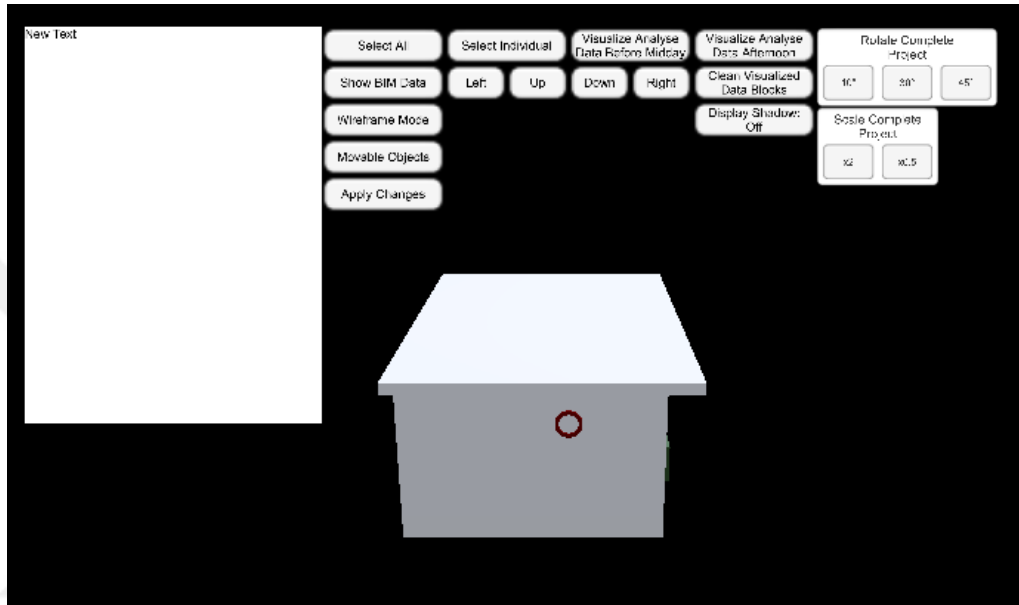 New Text
Select All
Select Individual
Visualize Analyse
Data Before Midday
Visualize Analyse
Data Afternoon
Rotate Complete
Project
Show BIM Data
Left
Up
Down
Right
Clean Visualized
Data Blocks
10°
45°
Wireframe Mode
Display Shadow:
Off
Scale Complete
Project
Movable Objects
x2
x0.5
Apply Changes